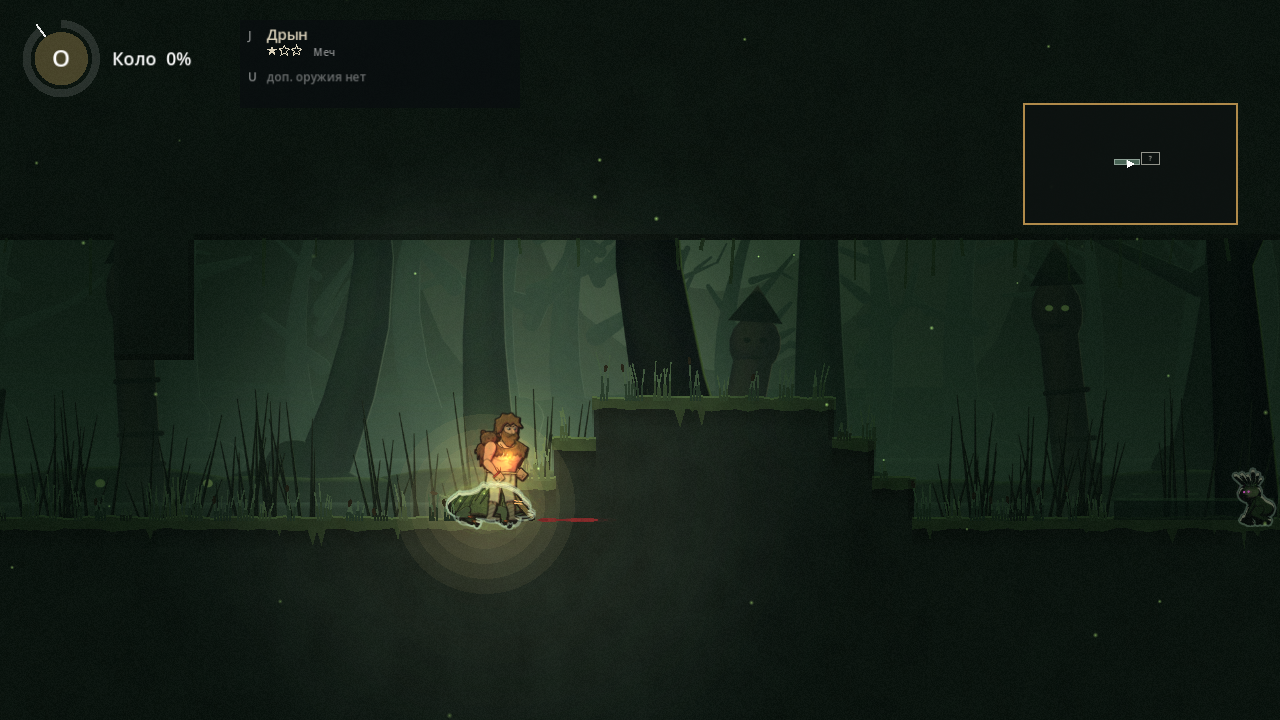 O
Коло 0%
J Дрын
★☆☆ Меч
U доп. оружия нет
?